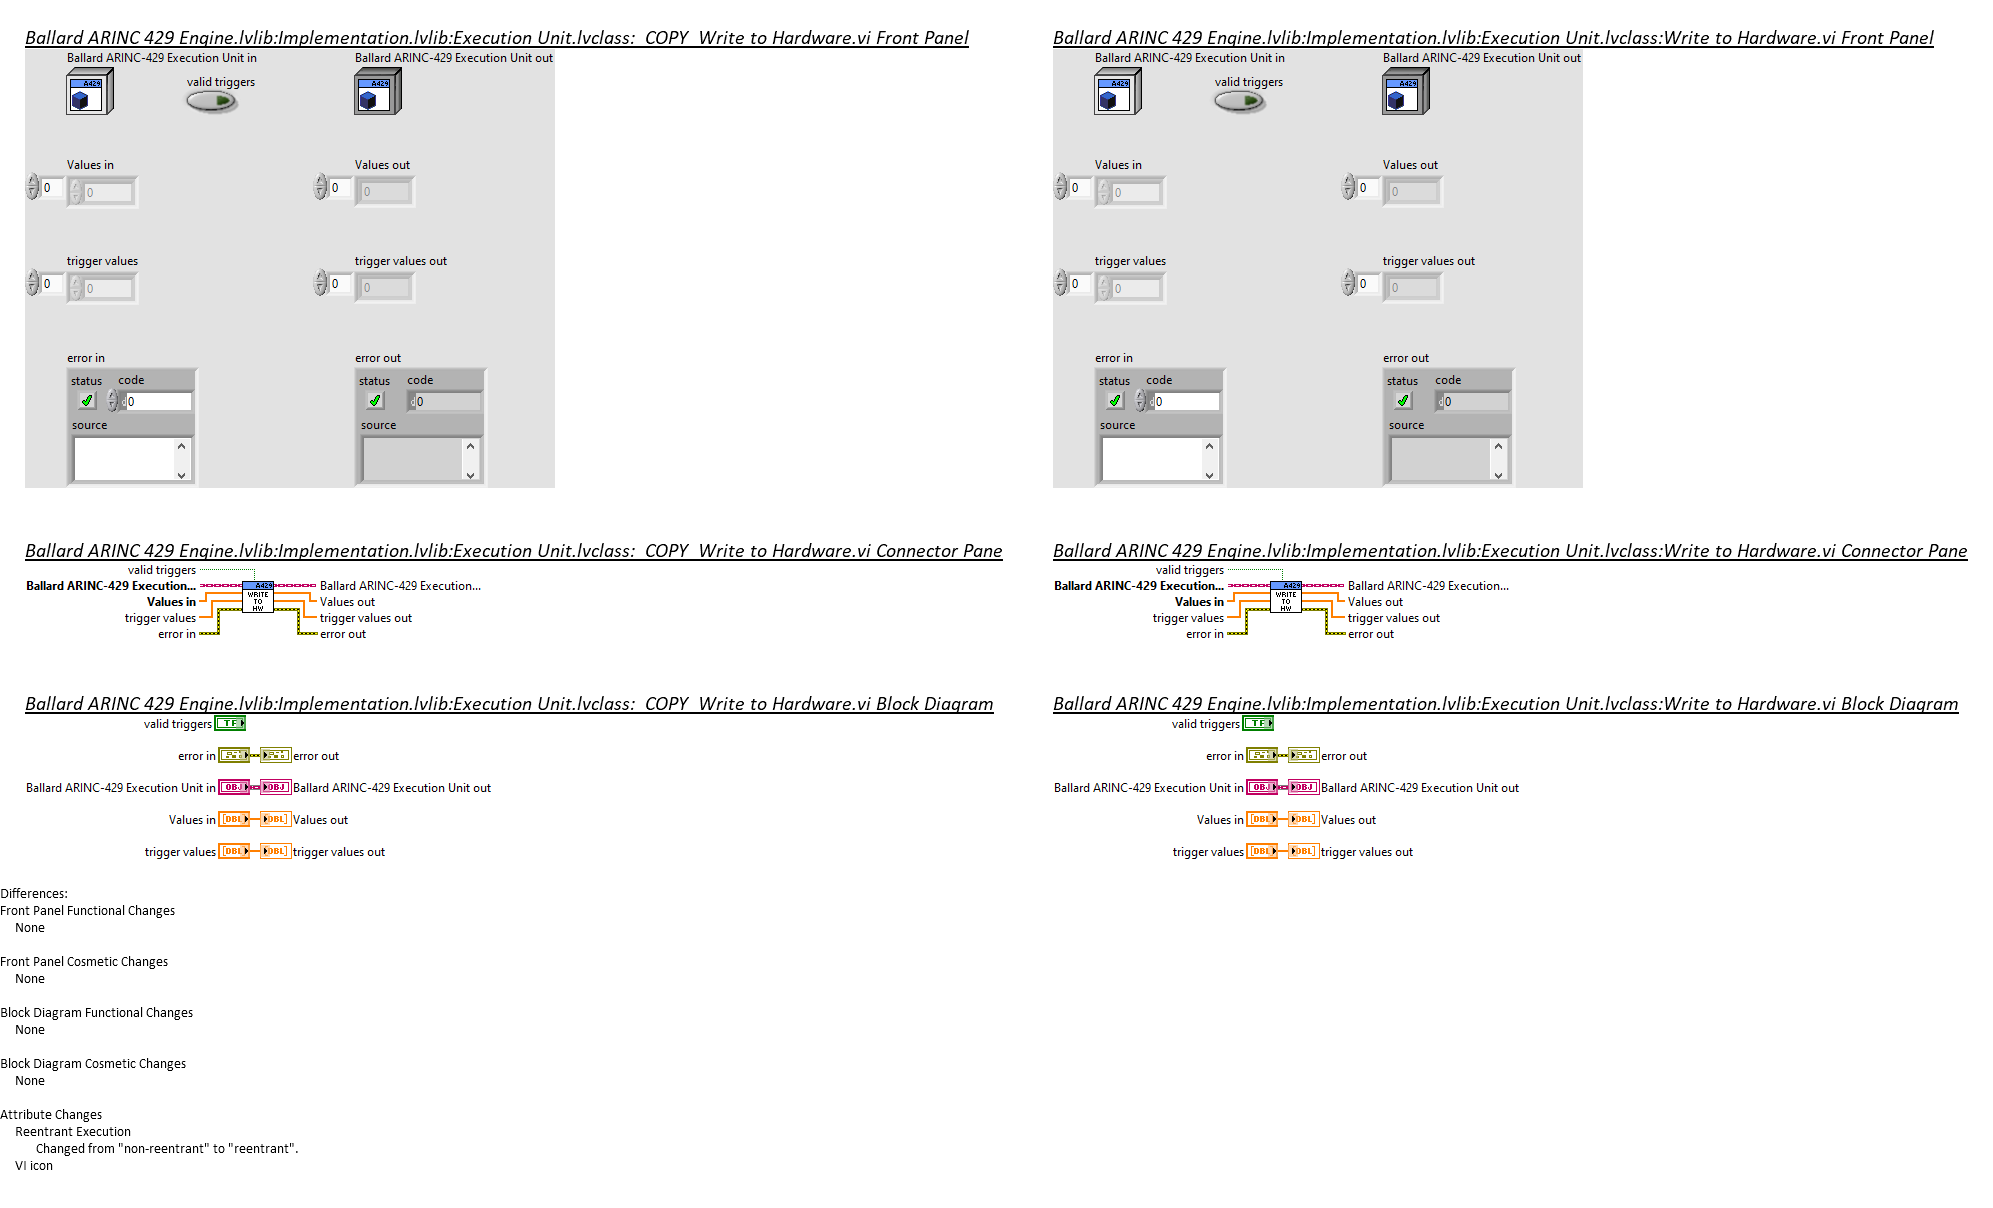 Ballard ARINC 429 Engine.lvlib:Implementation.lvlib:Execution Unit.lvclass:_COPY_Write to Hardware.vi Front Panel
Ballard ARINC-429 Execution Unit in
Ballard ARINC-429 Execution Unit out
A429
valid triggers
A429
Values in
Values out
0
0
0
0
trigger values
trigger values out
0
0
0
0
error in
error out
status code
status code
d0
d0
source
source
Ballard ARINC 429 Engine.lvlib:Implementation.lvlib:Execution Unit.lvclass:Write to Hardware.vi Front Panel
Ballard ARINC-429 Execution Unit in
Ballard ARINC-429 Execution Unit out
A429
valid triggers
A429
Values in
Values out
0
0
0
0
trigger values
trigger values out
0
0
0
0
error in
error out
status code
status code
d0
d0
source
source
Ballard ARINC 429 Engine.lvlib:Implementation.lvlib:Execution Unit.lvclass:_COPY_Write to Hardware.vi Connector Pane
valid triggers
Ballard ARINC-429 Execution...
A429
Ballard ARINC-429 Execution...
Values in
WRITE
TO
HW
Values out
trigger values
trigger values out
error in
error out
Ballard ARINC 429 Engine.lvlib:Implementation.lvlib:Execution Unit.lvclass:Write to Hardware.vi Connector Pane
valid triggers
Ballard ARINC-429 Execution...
A429
Ballard ARINC-429 Execution...
Values in
WRITE
TO
HW
Values out
trigger values
trigger values out
error in
error out
Ballard ARINC 429 Engine.lvlib:Implementation.lvlib:Execution Unit.lvclass:_COPY_Write to Hardware.vi Block Diagram
valid triggers TF
error in error out
Ballard ARINC-429 Execution Unit in OBJ OBJ Ballard ARINC-429 Execution Unit out
Values in [DBL] [DBL] Values out
trigger values [DBL] [DBL] trigger values out
Ballard ARINC 429 Engine.lvlib:Implementation.lvlib:Execution Unit.lvclass:Write to Hardware.vi Block Diagram
valid triggers TF
error in error out
Ballard ARINC-429 Execution Unit in OBJ OBJ Ballard ARINC-429 Execution Unit out
Values in [DBL] [DBL] Values out
trigger values [DBL] [DBL] trigger values out
Differences:
Front Panel Functional Changes
None
Front Panel Cosmetic Changes
None
Block Diagram Functional Changes
None
Block Diagram Cosmetic Changes
None
Attribute Changes
Reentrant Execution
Changed from "non-reentrant" to "reentrant".
VI icon